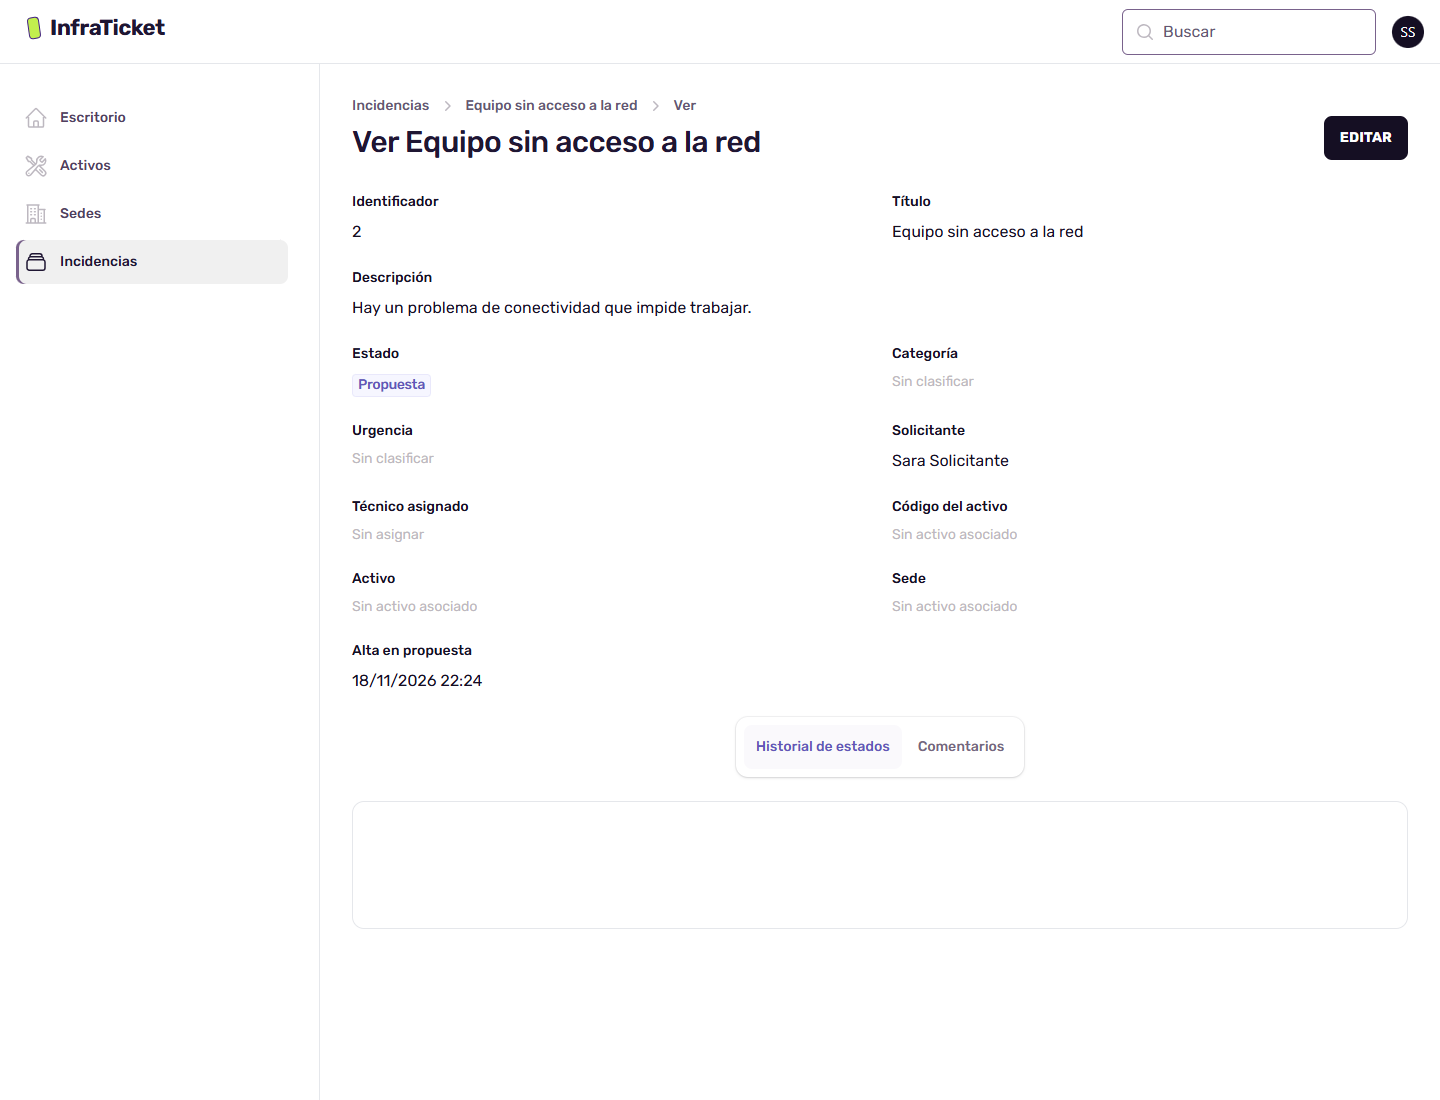 InfraTicket
Buscar
SS
Escritorio
Activos
Sedes
Incidencias
Incidencias > Equipo sin acceso a la red > Ver
Ver Equipo sin acceso a la red
EDITAR
Identificador
2
Título
Equipo sin acceso a la red
Descripción
Hay un problema de conectividad que impide trabajar.
Estado
Propuesta
Categoría
Sin clasificar
Urgencia
Sin clasificar
Solicitante
Sara Solicitante
Técnico asignado
Sin asignar
Código del activo
Sin activo asociado
Activo
Sin activo asociado
Sede
Sin activo asociado
Alta en propuesta
18/11/2026 22:24
Historial de estados
Comentarios